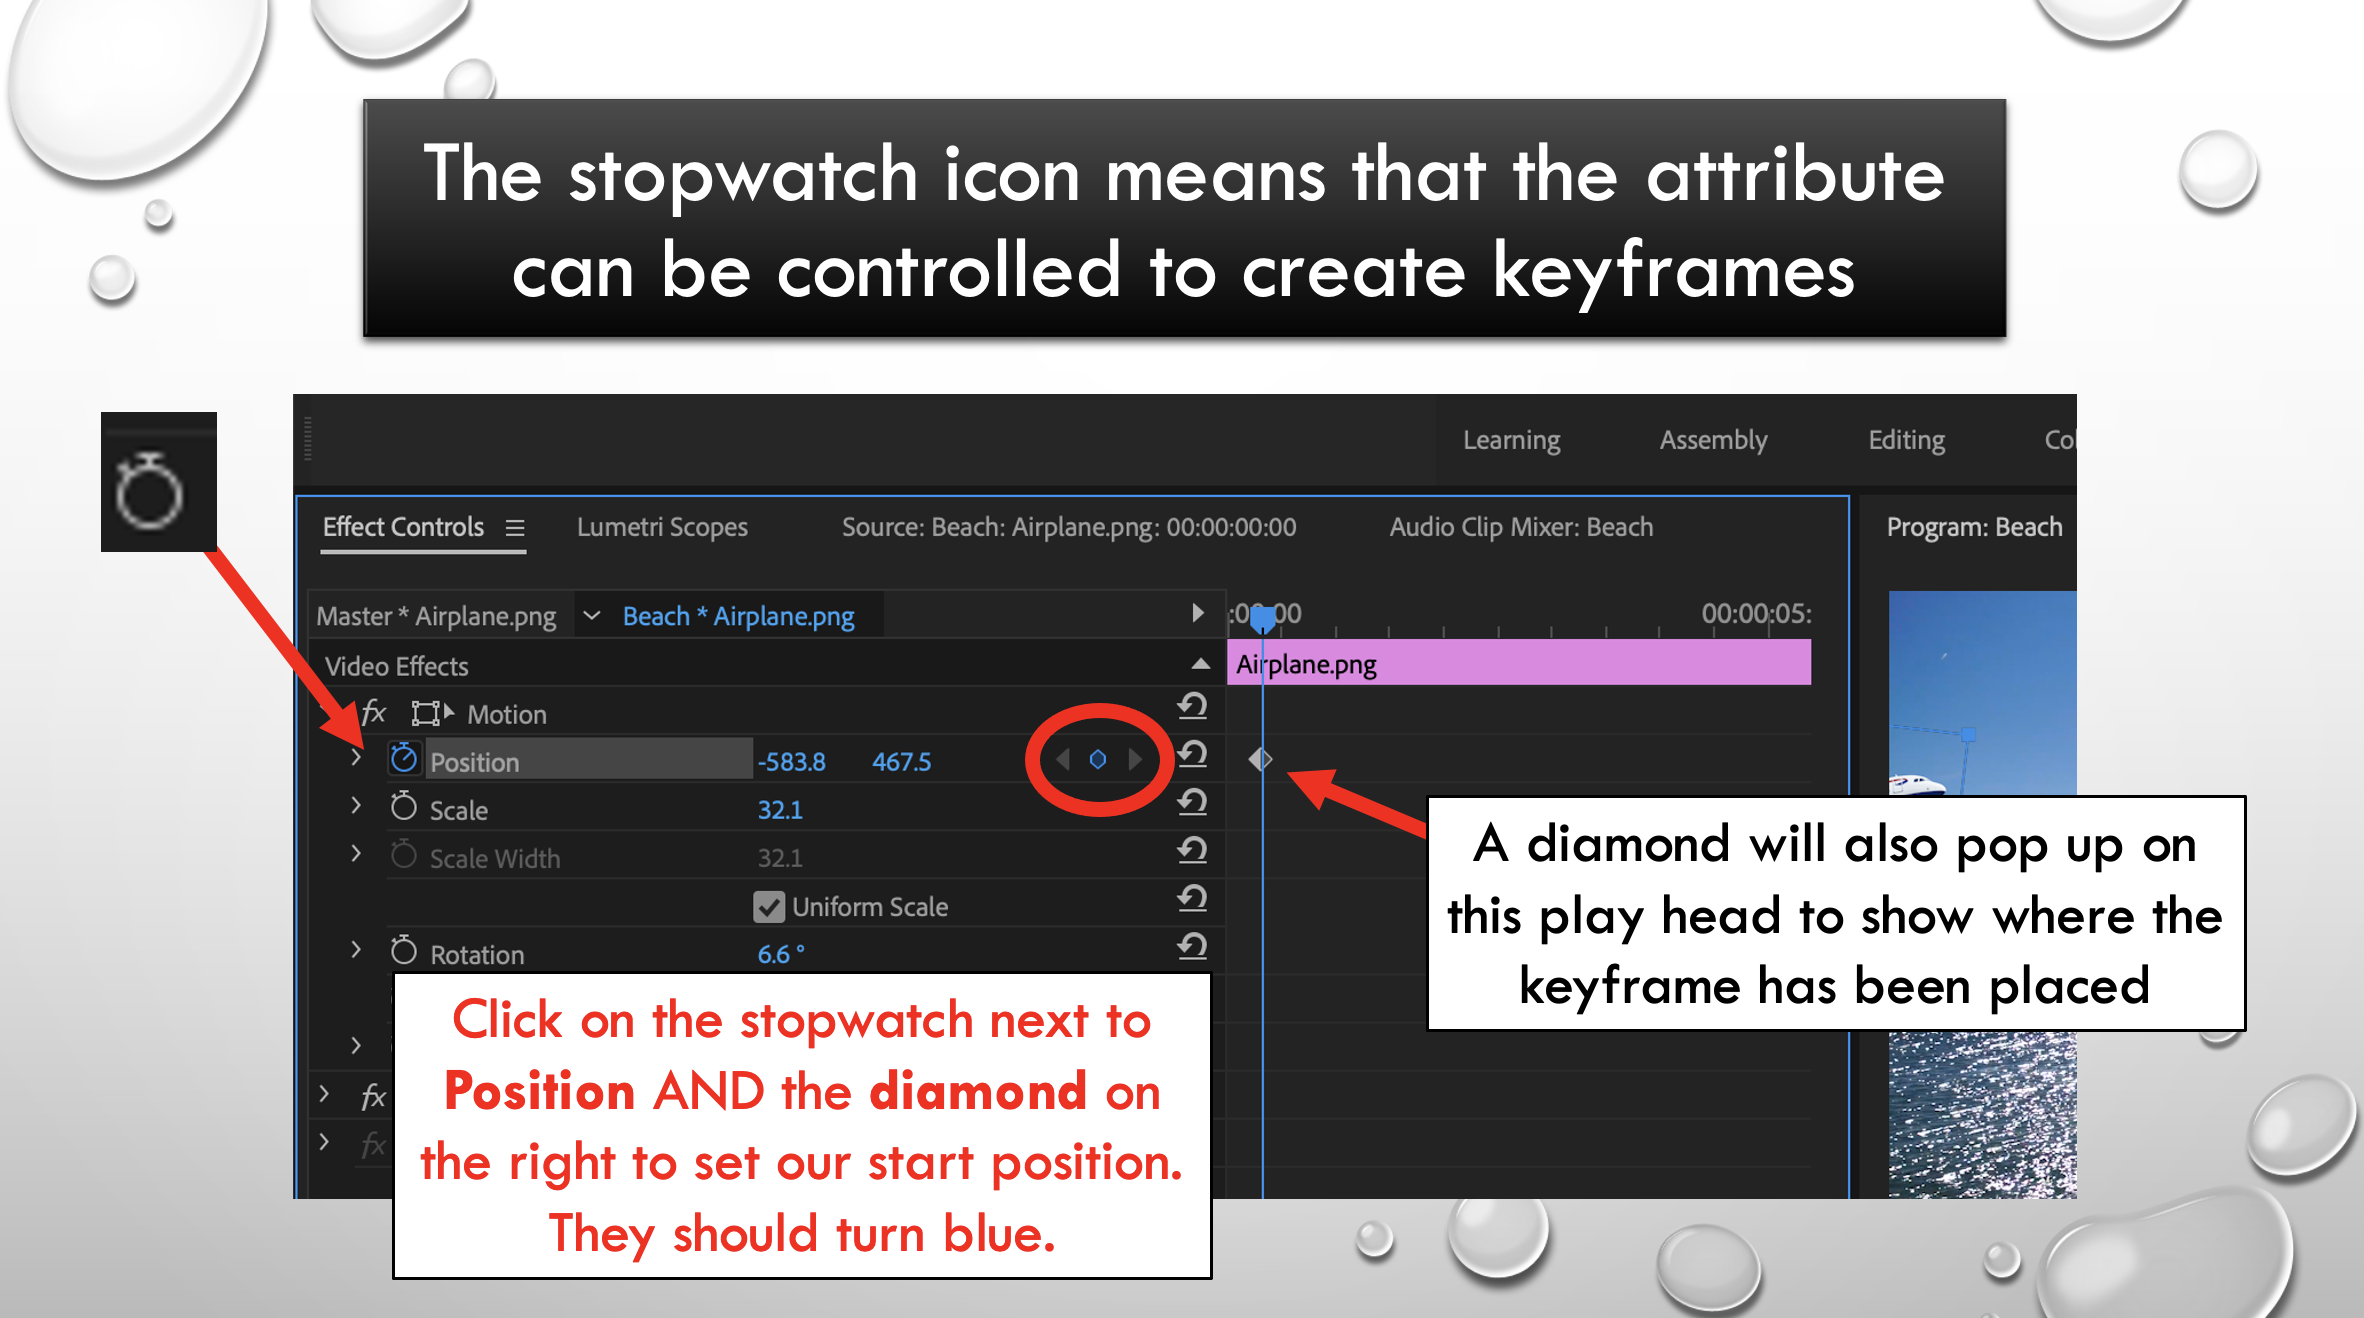 The stopwatch icon means that the attribute
can be controlled to create keyframes
Learning Assembly Editing
Effect Controls Lumetri Scopes Source: Beach: Airplane.png: 00:00:00:00 Audio Clip Mixer: Beach Program: Beach
Master * Airplane.png Beach * Airplane.png 00:00:05:
Video Effects Airplane.png
fx Motion
Position -583.8 467.5
Scale 32.1
Scale Width 32.1
Uniform Scale
Rotation 6.6 °
fx
fx
A diamond will also pop up on
this play head to show where the
keyframe has been placed
Click on the stopwatch next to
Position AND the diamond on
the right to set our start position.
They should turn blue.